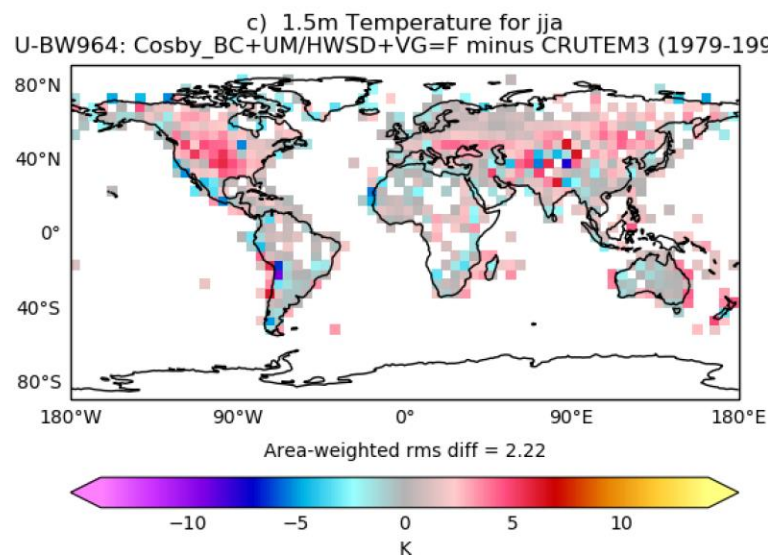 c)  1.5m Temperature for jja
U-BW964: Cosby_BC+UM/HWSD+VG=F minus CRUTEM3 (1979-199
80°N
40°N
0°
40°S
80°S
180°W 90°W 0° 90°E 180°E
Area-weighted rms diff = 2.22
−10 −5 0 5 10
K